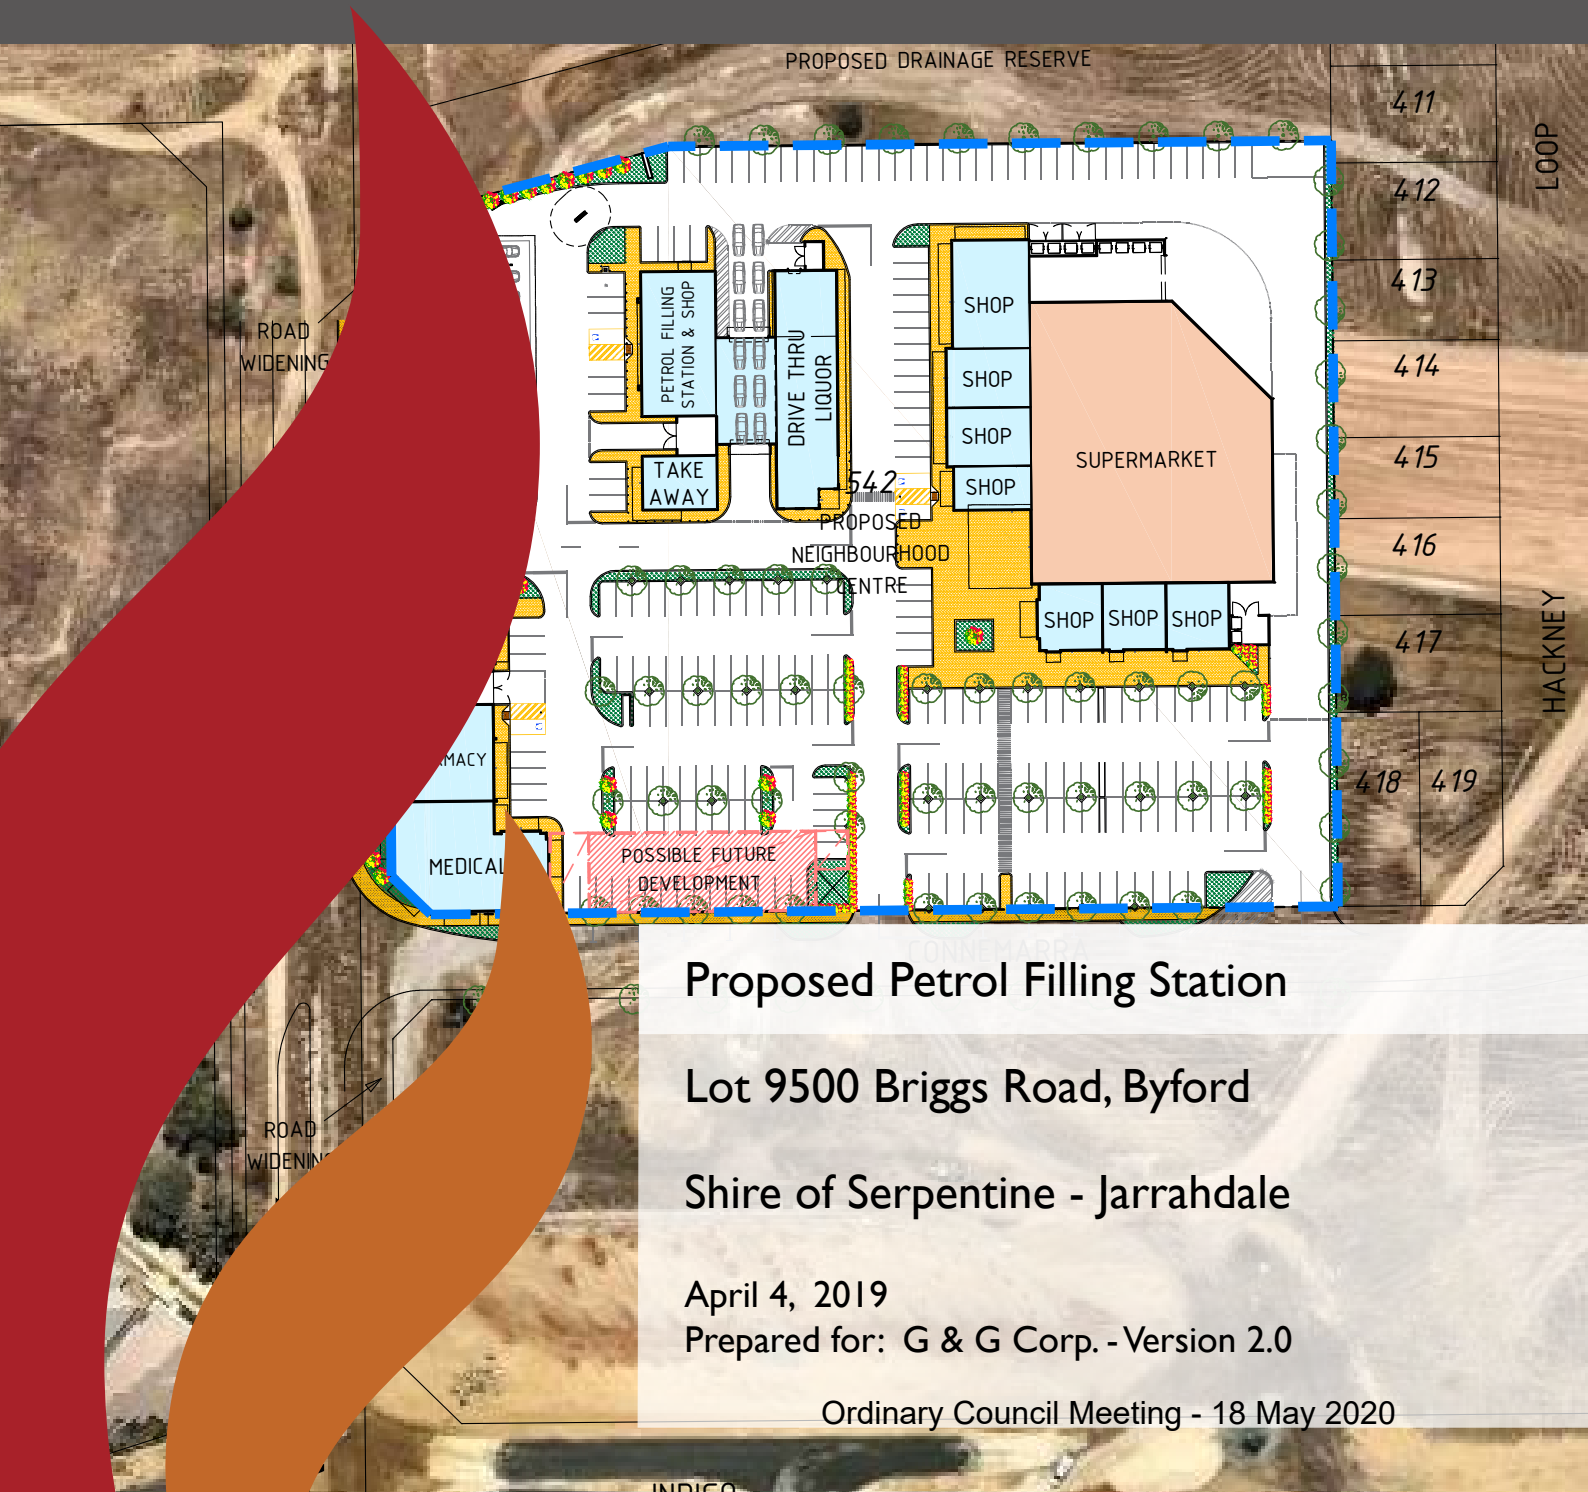 PROPOSED DRAINAGE RESERVE
411
LOOP
412
413
ROAD
WIDENING
PETROL FILLING
STATION & SHOP
DRIVE THRU
LIQUOR
SHOP
SHOP
SHOP
SHOP
SUPERMARKET
414
415
TAKE
AWAY
542
PROPOSED
NEIGHBOURHOOD
CENTRE
416
SHOP
SHOP
SHOP
417
HACKNEY
MACY
418
419
MEDICAL
POSSIBLE FUTURE
DEVELOPMENT
CONNEMARRA
Proposed Petrol Filling Station
Lot 9500 Briggs Road, Byford
ROAD
WIDENING
Shire of Serpentine - Jarrahdale
April 4, 2019
Prepared for: G & G Corp. - Version 2.0
Ordinary Council Meeting - 18 May 2020